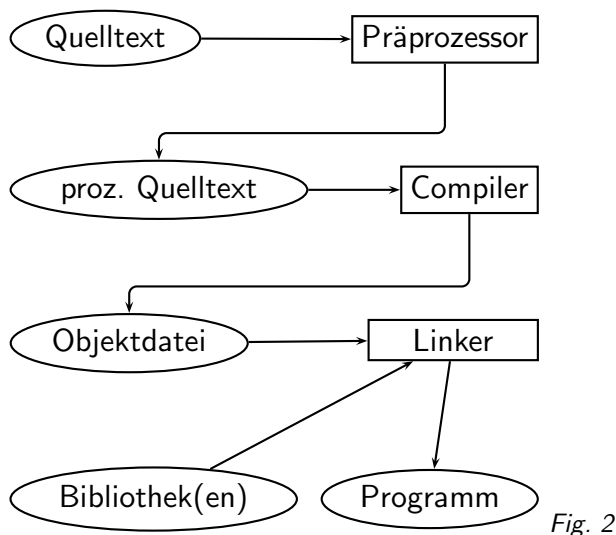 Quelltext
Präprozessor
proz. Quelltext
Compiler
Objektdatei
Linker
Bibliothek(en)
Programm
Fig. 2